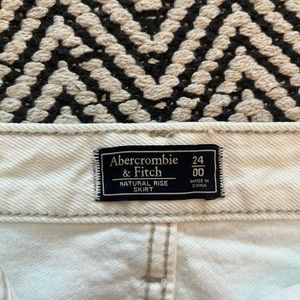 Abercrombie
& Fitch
NATURAL RISE
SKIRT
24
00
MADE IN
CHINA